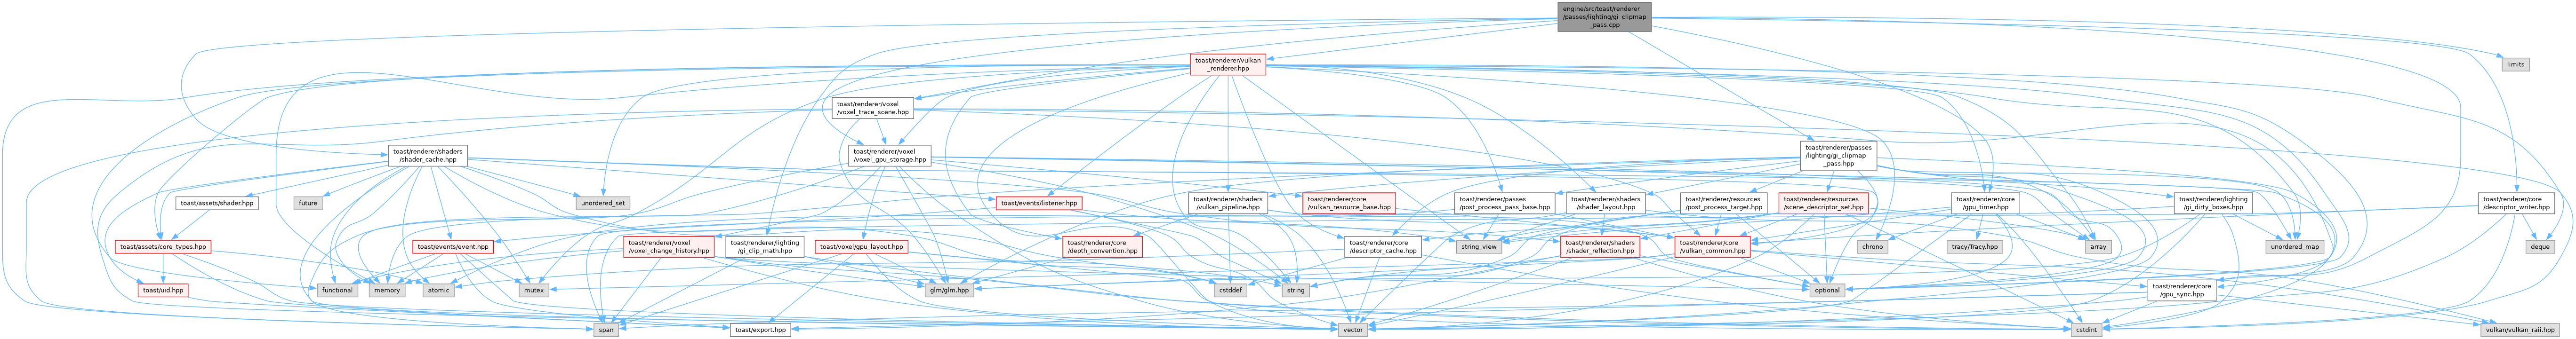 engine/src/toast/renderer
/passes/lighting/gi_clipmap
_pass.cpp
toast/renderer/vulkan
_renderer.hpp
limits
toast/renderer/voxel
/voxel_trace_scene.hpp
toast/renderer/shaders
/shader_cache.hpp
toast/renderer/voxel
/voxel_gpu_storage.hpp
toast/renderer/passes
/lighting/gi_clipmap
_pass.hpp
toast/assets/shader.hpp
future
unordered_set
toast/events/listener.hpp
toast/renderer/core
/vulkan_resource_base.hpp
toast/renderer/shaders
/vulkan_pipeline.hpp
toast/renderer/passes
/post_process_pass_base.hpp
toast/renderer/shaders
/shader_layout.hpp
toast/renderer/resources
/post_process_target.hpp
toast/renderer/resources
/scene_descriptor_set.hpp
toast/renderer/core
/gpu_timer.hpp
toast/renderer/lighting
/gi_dirty_boxes.hpp
toast/renderer/core
/descriptor_writer.hpp
toast/assets/core_types.hpp
toast/events/event.hpp
toast/renderer/voxel
/voxel_change_history.hpp
toast/renderer/lighting
/gi_clip_math.hpp
toast/voxel/gpu_layout.hpp
toast/renderer/core
/depth_convention.hpp
toast/renderer/core
/descriptor_cache.hpp
string_view
toast/renderer/shaders
/shader_reflection.hpp
toast/renderer/core
/vulkan_common.hpp
chrono
tracy/Tracy.hpp
array
unordered_map
deque
toast/uid.hpp
functional
memory
atomic
mutex
glm/glm.hpp
cstddef
string
optional
toast/renderer/core
/gpu_sync.hpp
span
toast/export.hpp
vector
cstdint
vulkan/vulkan_raii.hpp